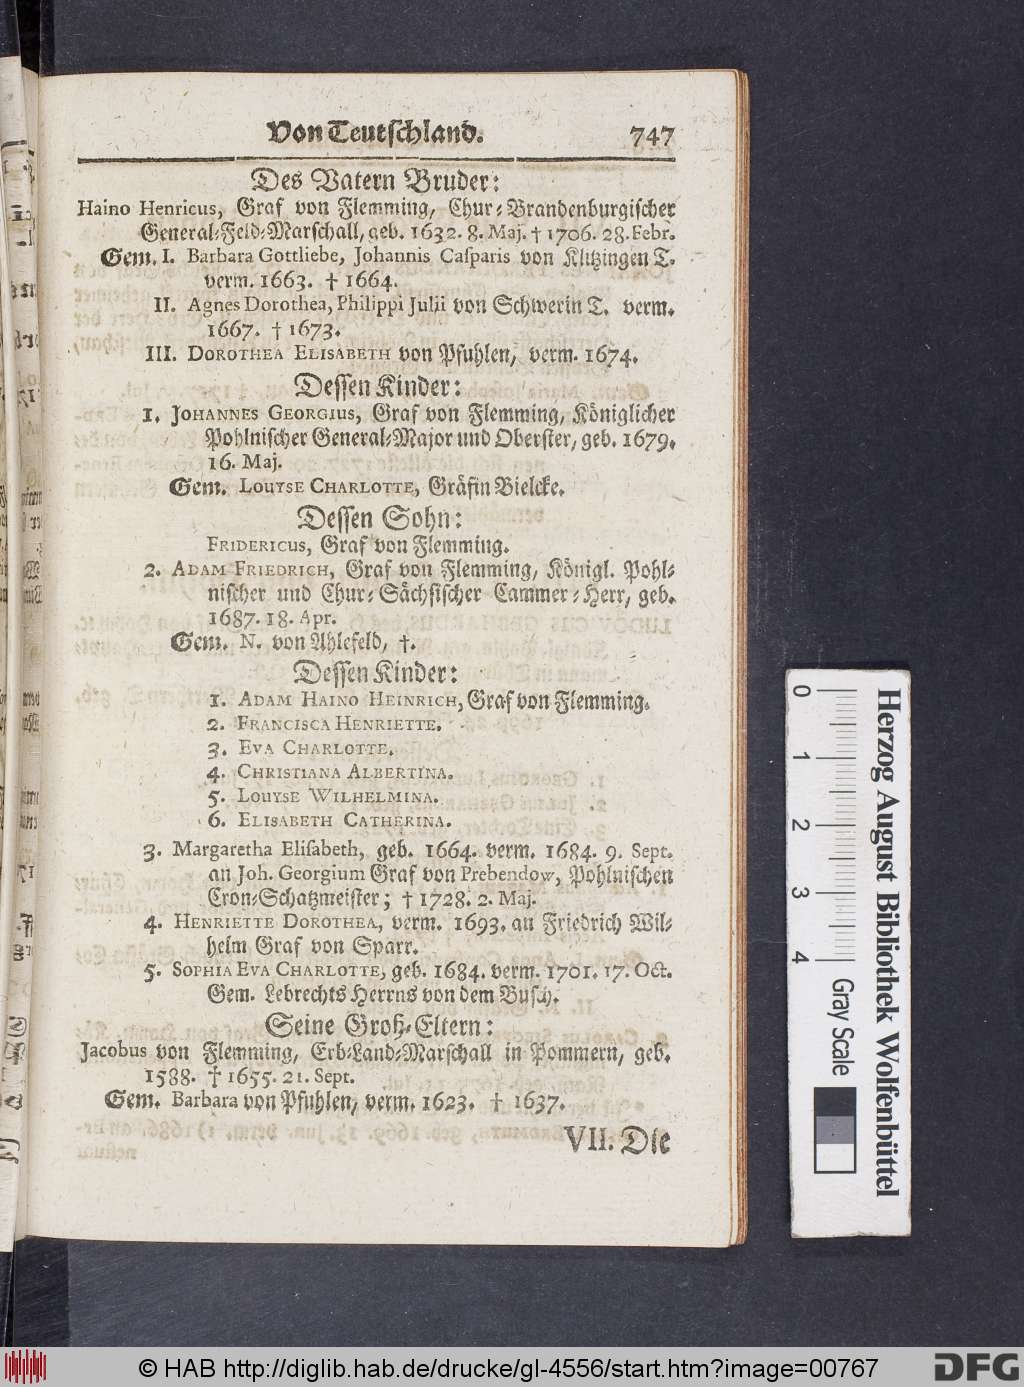 Von Teutschland. 747
Des Vatern Bruder:
Haino Henricus, Graf von Flemming, Chur-Brandenburgischer
General-Feld-Marschall, geb. 1632. 8. Maj. † 1706. 28. Febr.
Gem. I. Barbara Gottliebe, Johannis Casparis von Klitzingen T.
verm. 1663. † 1664.
II. Agnes Dorothea, Philippi Julii von Schwerin T. verm.
1667. † 1673.
III. DOROTHEA ELISABETH von Pfuhlen, verm. 1674.
Dessen Kinder:
1. JOHANNES GEORGIUS, Graf von Flemming, Königlicher
Pohlnischer General-Major und Oberster, geb. 1679.
16. Maj.
Gem. LOUYSE CHARLOTTE, Gräfin Bielcke.
Dessen Sohn:
FRIDERICUS, Graf von Flemming.
2. ADAM FRIEDRICH, Graf von Flemming, Königl. Pohl-
nischer und Chur-Sächsischer Cammer-Herr, geb.
1687. 18. Apr.
Gem. N. von Ahlefeld, †.
Dessen Kinder:
1. ADAM HAINO HEINRICH, Graf von Flemming.
2. FRANCISCA HENRIETTE.
3. EVA CHARLOTTE.
4. CHRISTIANA ALBERTINA.
5. LOUYSE WILHELMINA.
6. ELISABETH CATHERINA.
3. Margaretha Elisabeth, geb. 1664. verm. 1684. 9. Sept.
an Joh. Georgium Graf von Prebendow, Pohlnischen
Cron-Schatzmeister; † 1728. 2. Maj.
4. HENRIETTE DOROTHEA, verm. 1693. an Friedrich Wil-
helm Graf von Sparr.
5. SOPHIA EVA CHARLOTTE, geb. 1684. verm. 1701. 17. Oct.
Gem. Lebrechts Herrns von dem Busch.
Seine Groß-Eltern:
Jacobus von Flemming, Erb-Land-Marschall in Pommern, geb.
1588. † 1655. 21. Sept.
Gem. Barbara von Pfuhlen, verm. 1623. † 1637.
VII. Die
0 1 2 3 4
Gray Scale
Herzog August Bibliothek Wolfenbüttel
© HAB http://diglib.hab.de/drucke/gl-4556/start.htm?image=00767
DFG